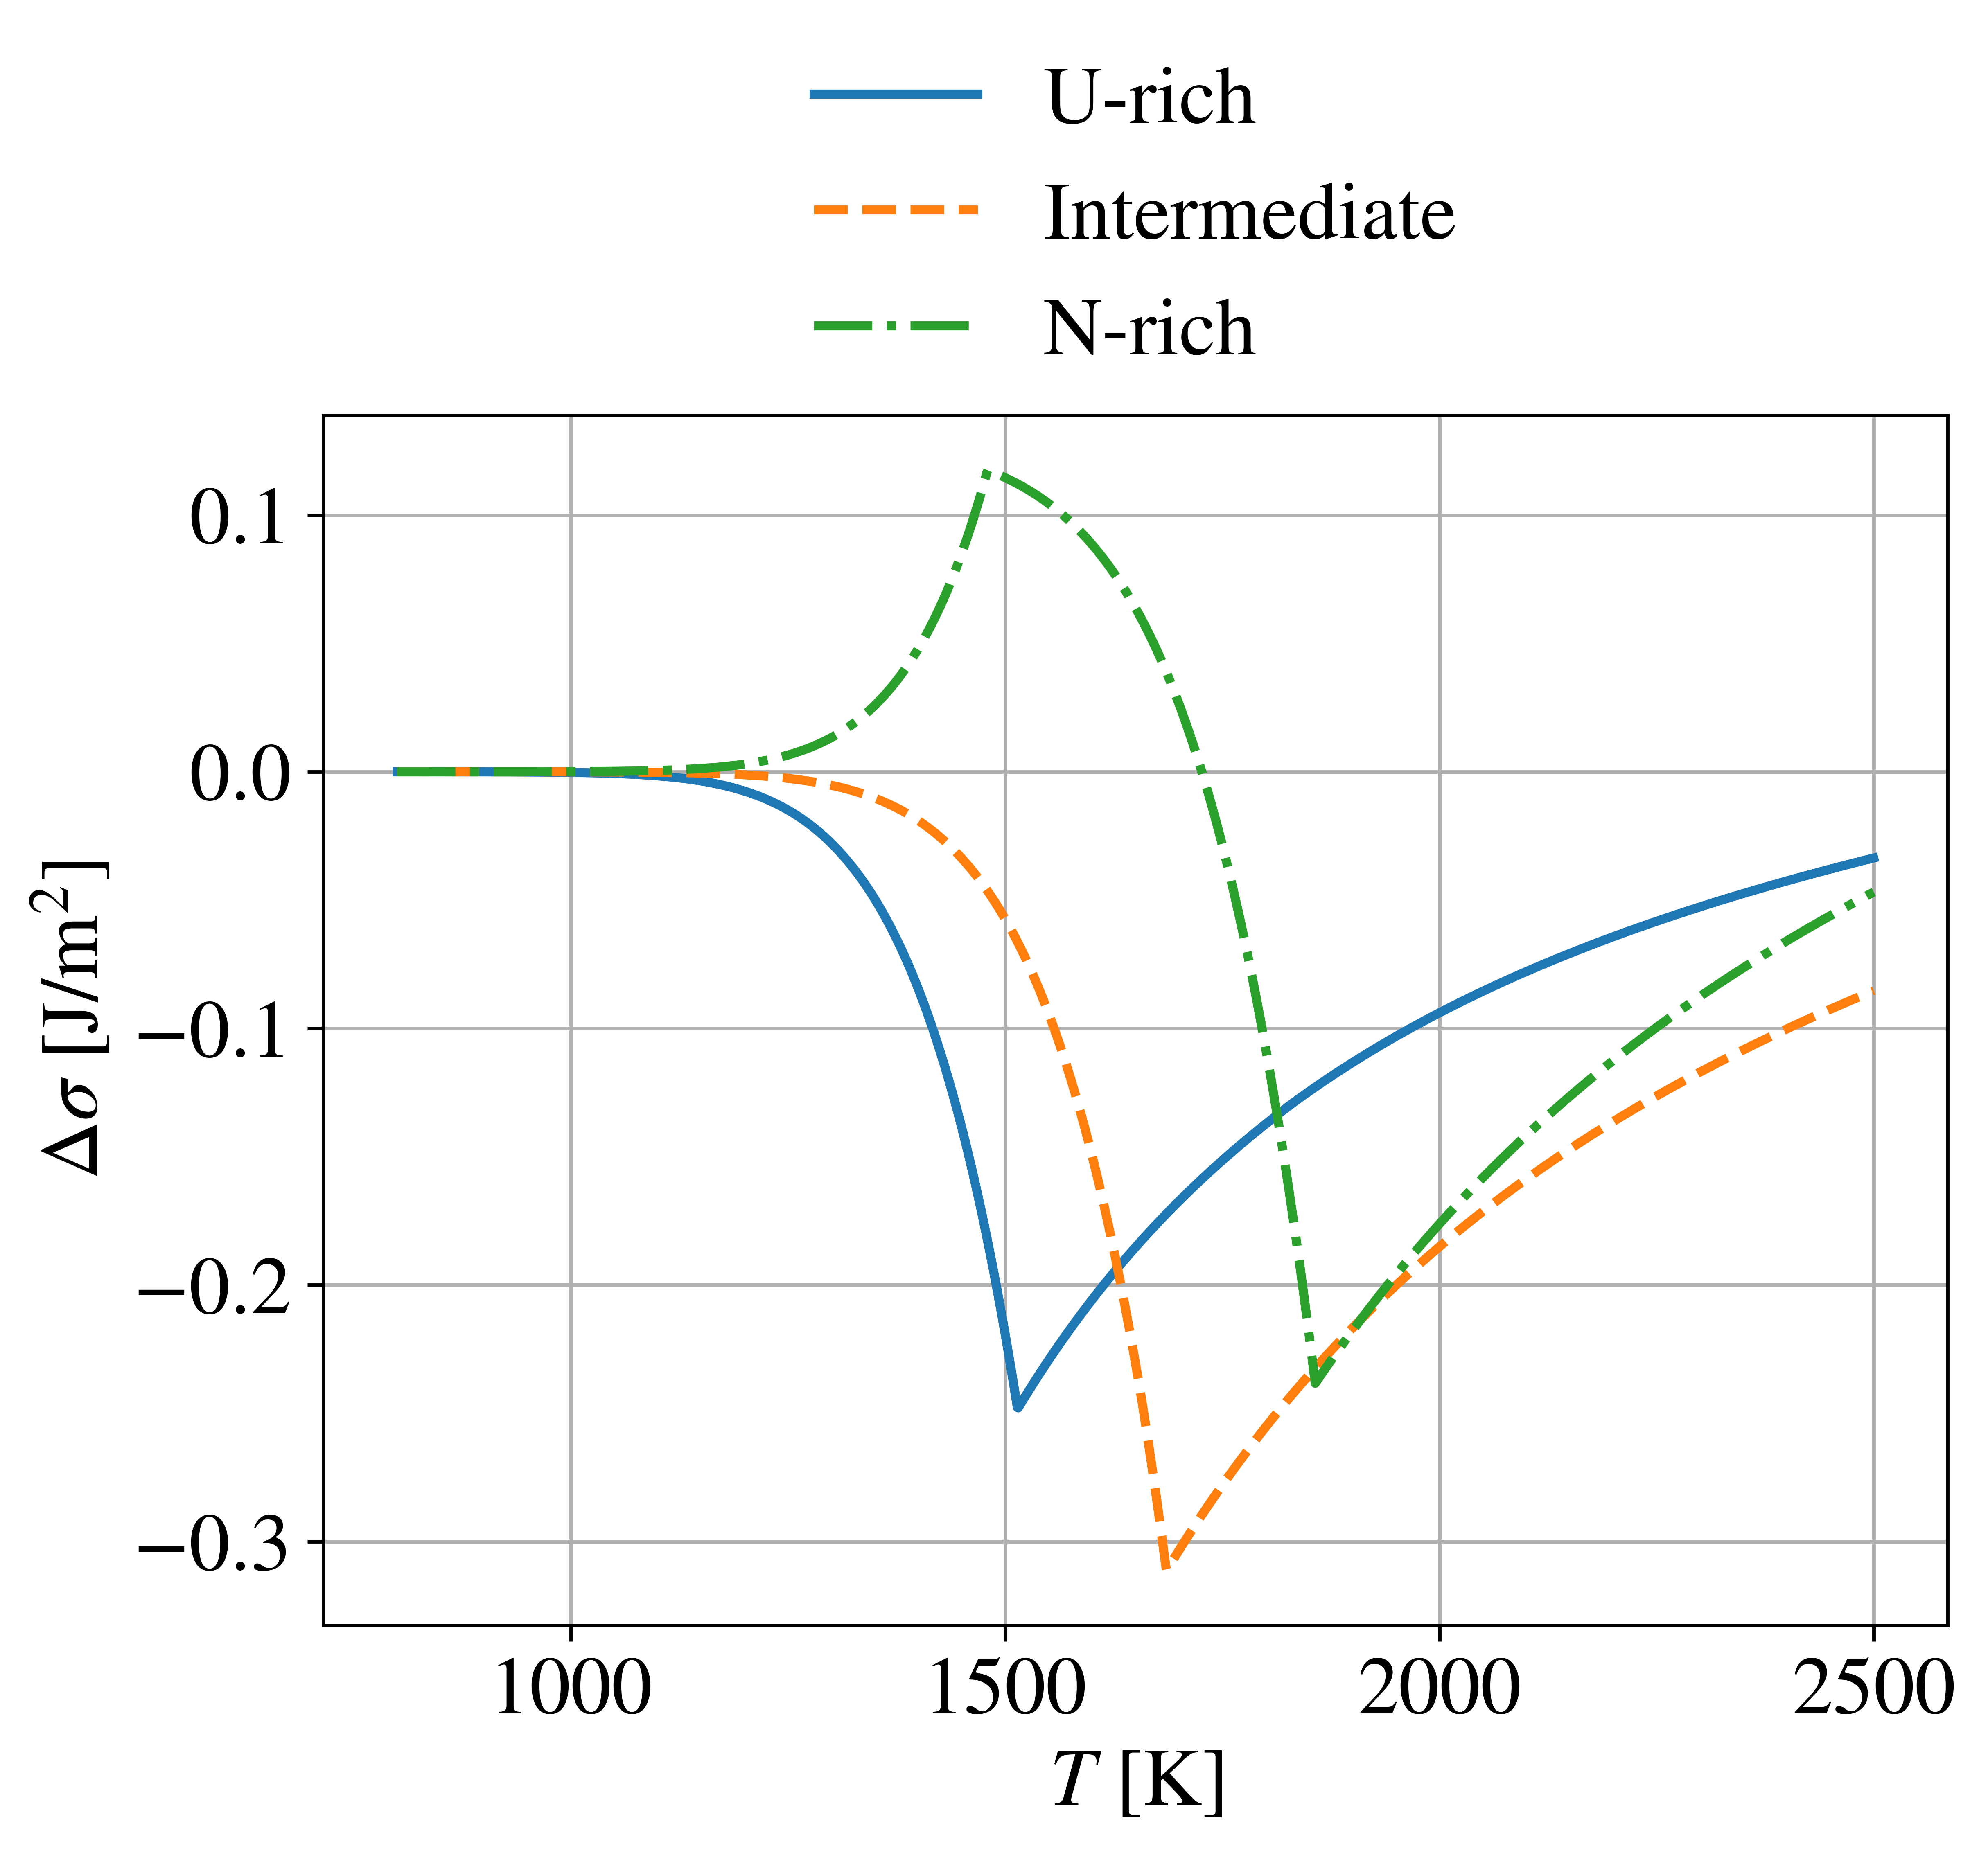 U-rich
Intermediate
N-rich
0.1
0.0
−0.1
−0.2
−0.3
Δσ [J/m²]
1000 1500 2000 2500
T [K]